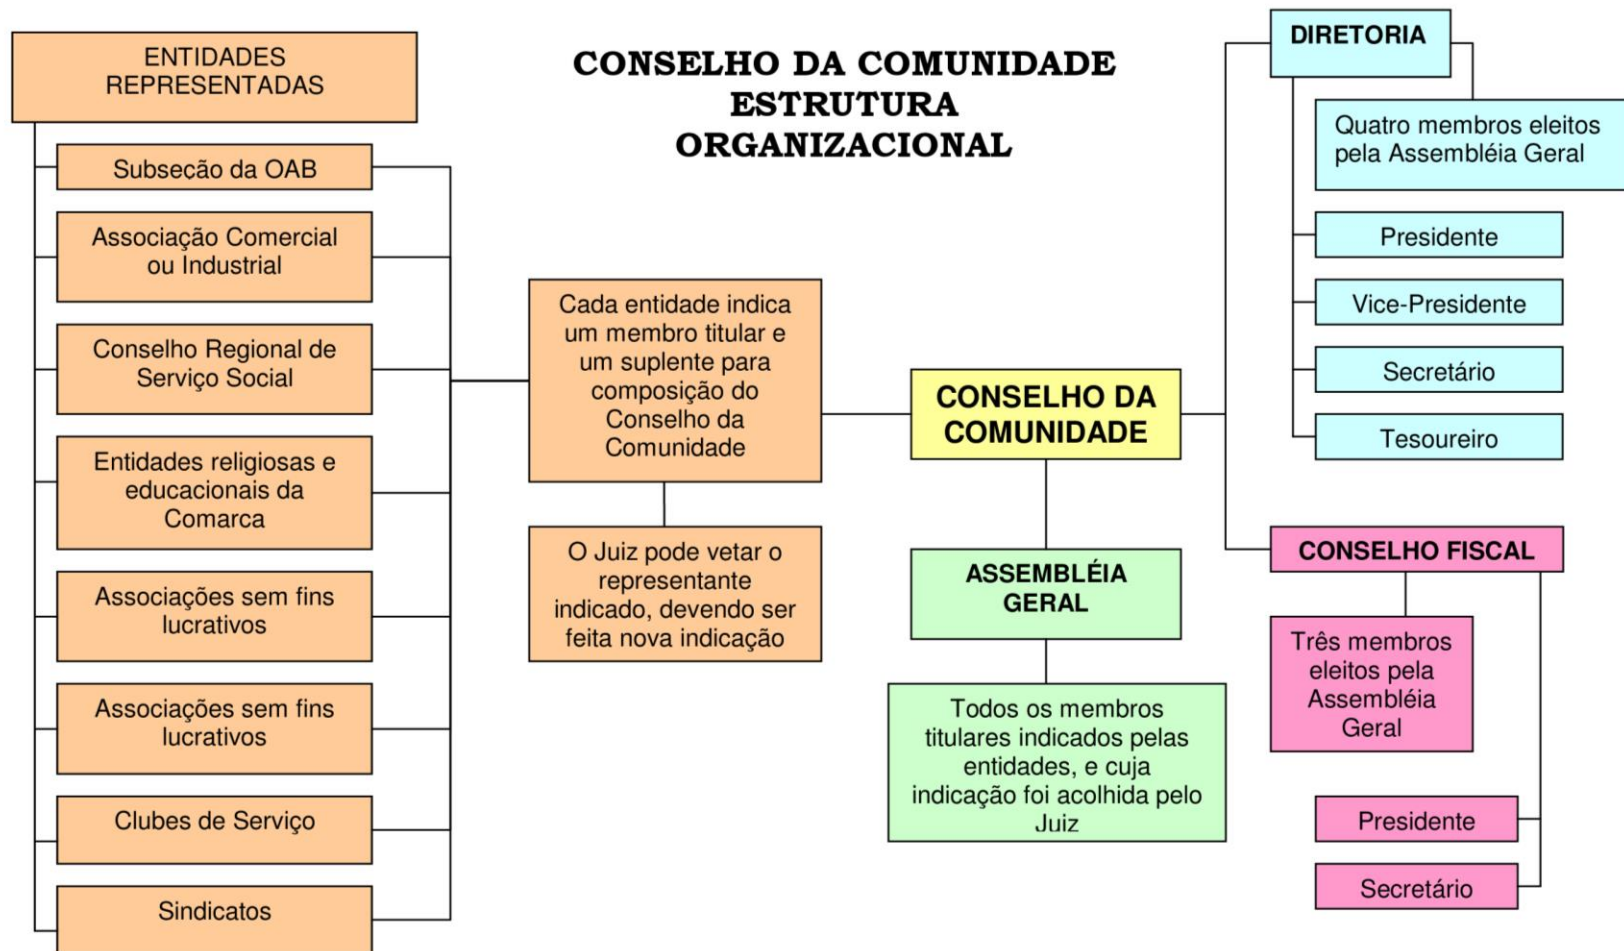 CONSELHO DA COMUNIDADE
ESTRUTURA
ORGANIZACIONAL
ENTIDADES
REPRESENTADAS
Subseção da OAB
Associação Comercial
ou Industrial
Conselho Regional de
Serviço Social
Entidades religiosas e
educacionais da
Comarca
Associações sem fins
lucrativos
Associações sem fins
lucrativos
Clubes de Serviço
Sindicatos
Cada entidade indica
um membro titular e
um suplente para
composição do
Conselho da
Comunidade
O Juiz pode vetar o
representante
indicado, devendo ser
feita nova indicação
CONSELHO DA
COMUNIDADE
ASSEMBLÉIA
GERAL
Todos os membros
titulares indicados pelas
entidades, e cuja
indicação foi acolhida pelo
Juiz
DIRETORIA
Quatro membros eleitos
pela Assembléia Geral
Presidente
Vice-Presidente
Secretário
Tesoureiro
CONSELHO FISCAL
Três membros
eleitos pela
Assembléia
Geral
Presidente
Secretário